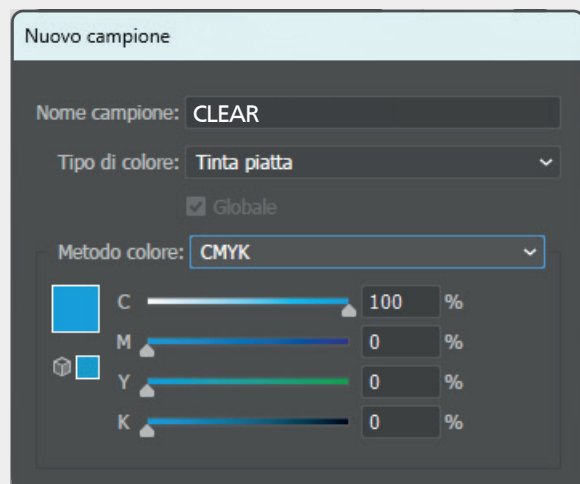 Nuovo campione
Nome campione: CLEAR
Tipo di colore: Tinta piatta
Globale
Metodo colore: CMYK
C 100 %
M 0 %
Y 0 %
K 0 %